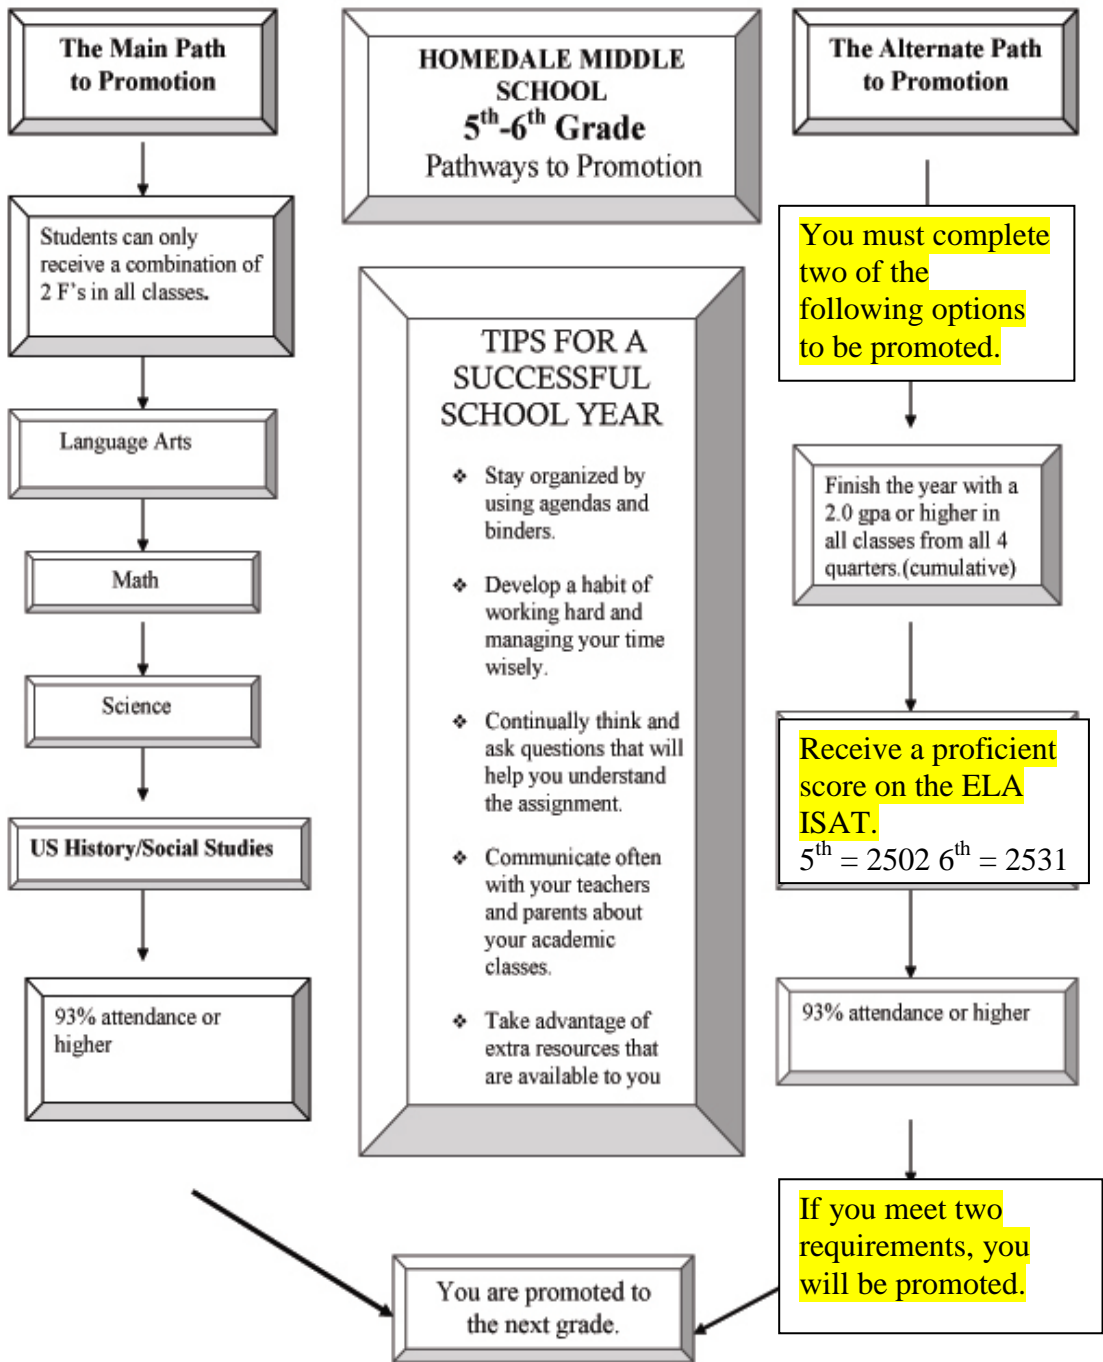 The Main Path
to Promotion
Students can only
receive a combination of
2 F's in all classes.
Language Arts
Math
Science
US History/Social Studies
93% attendance or
higher
HOMEDALE MIDDLE
SCHOOL
5th-6th Grade
Pathways to Promotion
TIPS FOR A
SUCCESSFUL
SCHOOL YEAR
❖ Stay organized by
using agendas and
binders.
❖ Develop a habit of
working hard and
managing your time
wisely.
❖ Continually think and
ask questions that will
help you understand
the assignment.
❖ Communicate often
with your teachers
and parents about
your academic
classes.
❖ Take advantage of
extra resources that
are available to you
The Alternate Path
to Promotion
You must complete
two of the
following options
to be promoted.
Finish the year with a
2.0 gpa or higher in
all classes from all 4
quarters.(cumulative)
Receive a proficient
score on the ELA
ISAT.
5th = 2502 6th = 2531
93% attendance or higher
If you meet two
requirements, you
will be promoted.
You are promoted to
the next grade.